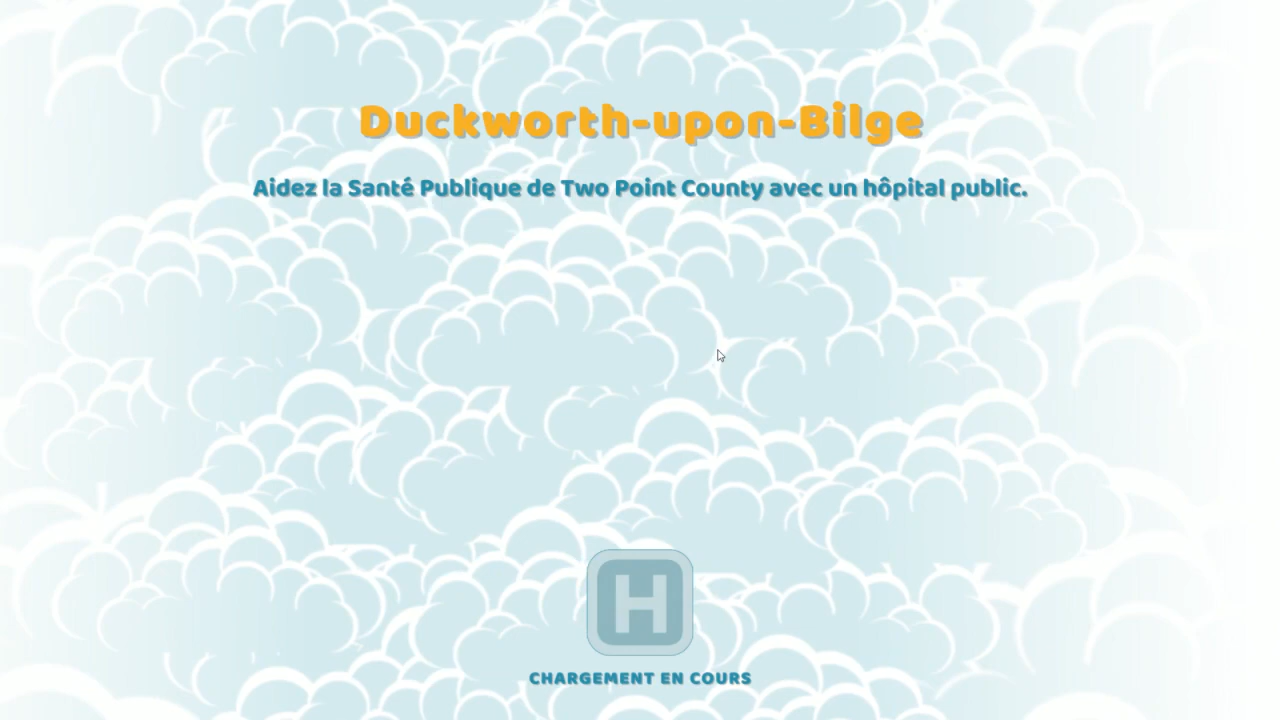 Duckworth-upon-Bilge
Aidez la Santé Publique de Two Point County avec un hôpital public.
H
CHARGEMENT EN COURS